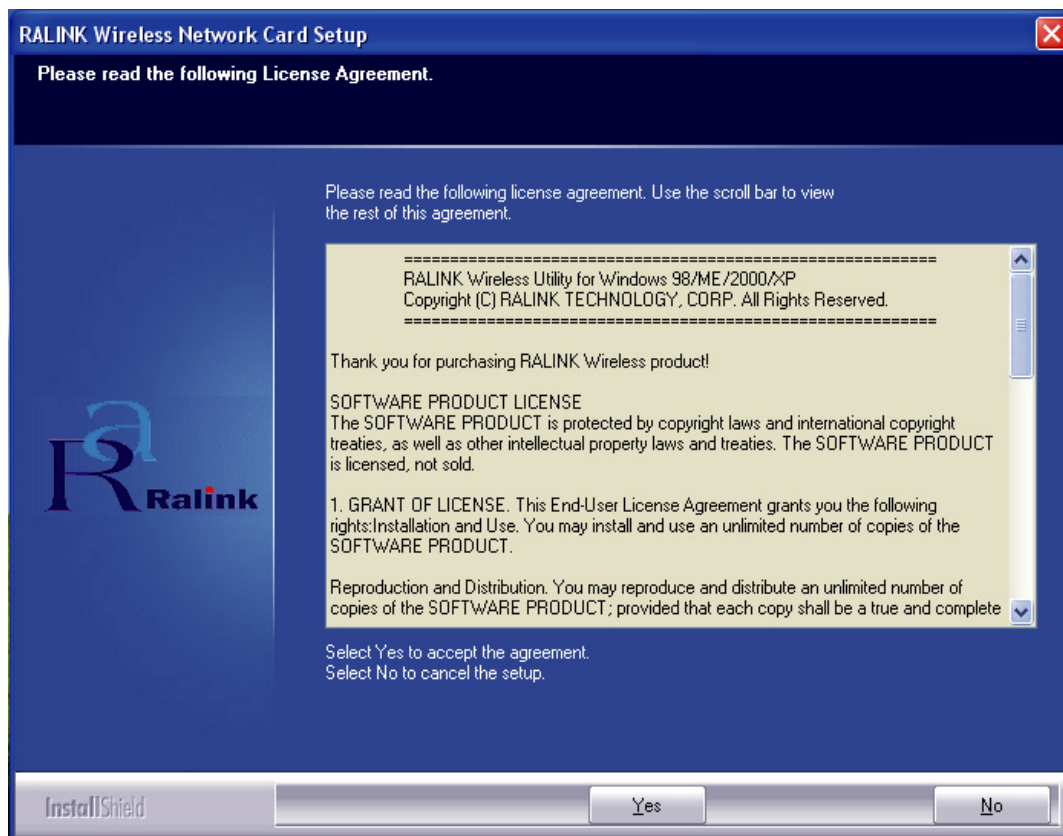 RALINK Wireless Network Card Setup
Please read the following License Agreement.
Please read the following license agreement. Use the scroll bar to view
the rest of this agreement.
==========================================================
RALINK Wireless Utility for Windows 98/ME/2000/XP
Copyright (C) RALINK TECHNOLOGY, CORP. All Rights Reserved.
==========================================================
Thank you for purchasing RALINK Wireless product!
SOFTWARE PRODUCT LICENSE
The SOFTWARE PRODUCT is protected by copyright laws and international copyright
treaties, as well as other intellectual property laws and treaties. The SOFTWARE PRODUCT
is licensed, not sold.
1. GRANT OF LICENSE. This End-User License Agreement grants you the following
rights:Installation and Use. You may install and use an unlimited number of copies of the
SOFTWARE PRODUCT.
Reproduction and Distribution. You may reproduce and distribute an unlimited number of
copies of the SOFTWARE PRODUCT; provided that each copy shall be a true and complete
Ra
Ralink
Select Yes to accept the agreement.
Select No to cancel the setup.
InstallShield
Yes
No